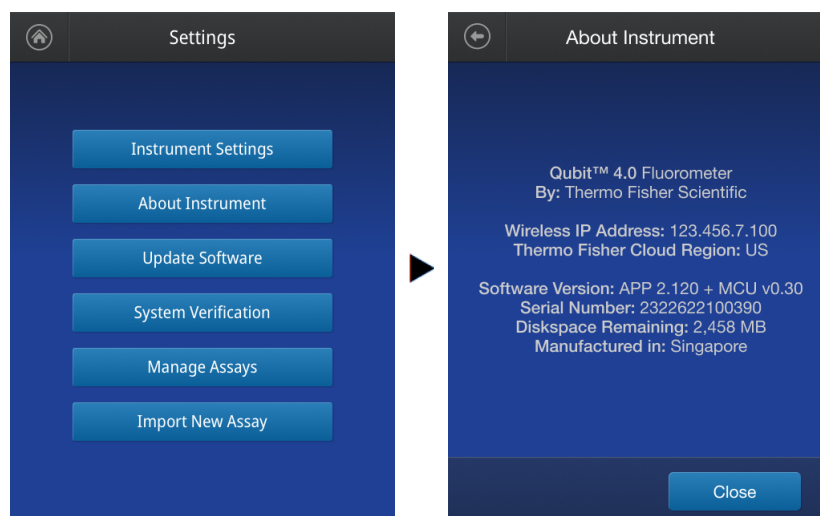 Settings
Instrument Settings
About Instrument
Update Software
System Verification
Manage Assays
Import New Assay
About Instrument
Qubit™ 4.0 Fluorometer
By: Thermo Fisher Scientific
Wireless IP Address: 123.456.7.100
Thermo Fisher Cloud Region: US
Software Version: APP 2.120 + MCU v0.30
Serial Number: 2322622100390
Diskspace Remaining: 2,458 MB
Manufactured in: Singapore
Close